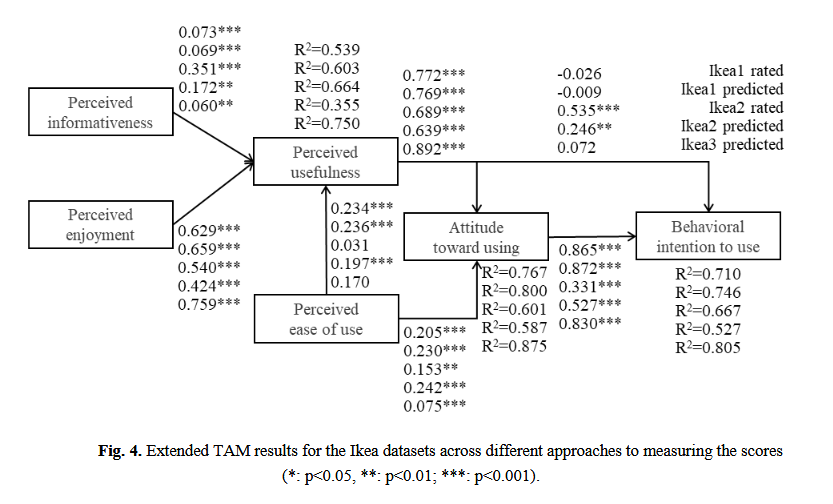 0.073***
0.069***
0.351***
0.172**
0.060**
R²=0.539
R²=0.603
R²=0.664
R²=0.355
R²=0.750
0.772***
0.769***
0.689***
0.639***
0.892***
-0.026
-0.009
0.535***
0.246**
0.072
Ikea1 rated
Ikea1 predicted
Ikea2 rated
Ikea2 predicted
Ikea3 predicted
Perceived
informativeness
Perceived
usefulness
Perceived
enjoyment
0.629***
0.659***
0.540***
0.424***
0.759***
0.234***
0.236***
0.031
0.197***
0.170
Attitude
toward using
Behavioral
intention to use
0.865***
0.872***
0.331***
0.527***
0.830***
R²=0.767
R²=0.800
R²=0.601
R²=0.587
R²=0.875
R²=0.710
R²=0.746
R²=0.667
R²=0.527
R²=0.805
Perceived
ease of use
0.205***
0.230***
0.153**
0.242***
0.075***
Fig. 4. Extended TAM results for the Ikea datasets across different approaches to measuring the scores
(*: p<0.05, **: p<0.01; ***: p<0.001).